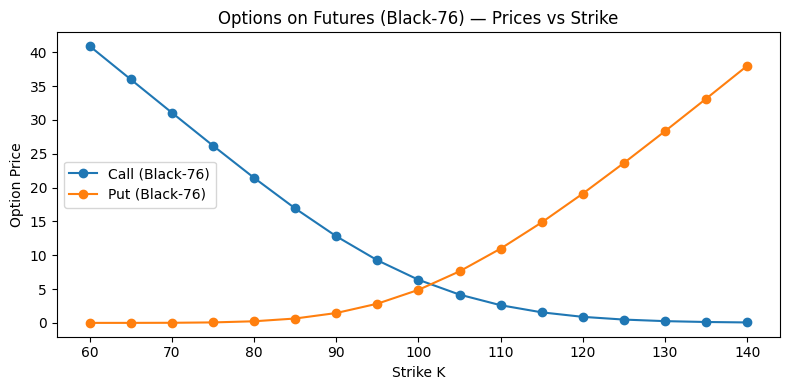 Options on Futures (Black-76) — Prices vs Strike
Option Price
40
35
30
25
20
15
10
5
0
Call (Black-76)
Put (Black-76)
60 70 80 90 100 110 120 130 140
Strike K